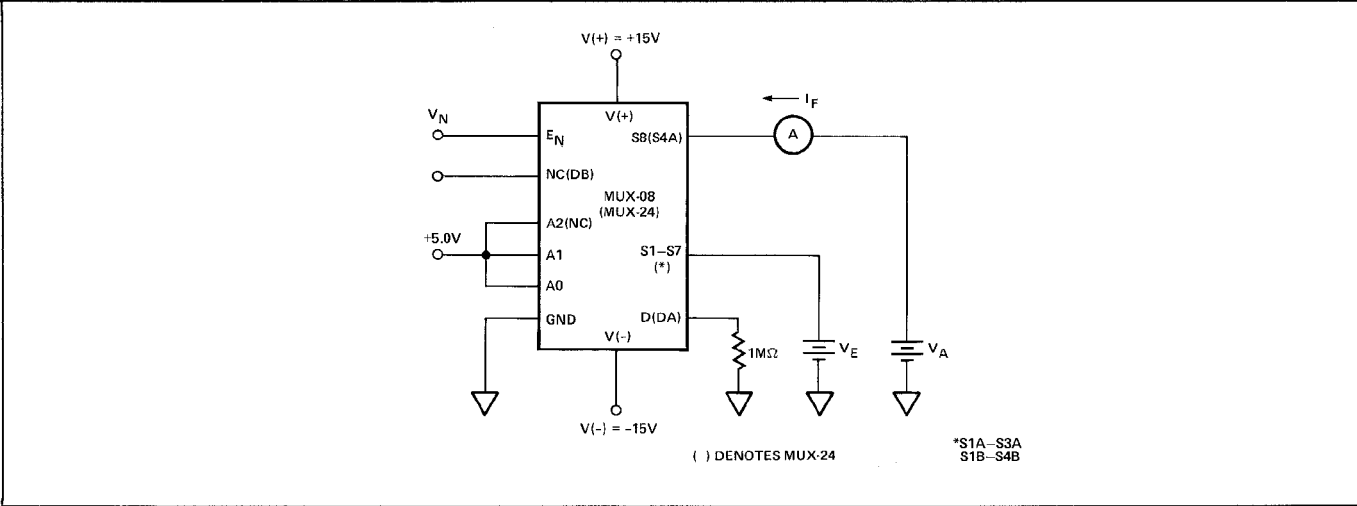 V(+) = +15V
I_F
V_N
V(+)
E_N
S8(S4A)
A
NC(DB)
MUX-08
(MUX-24)
A2(NC)
+5.0V
A1
S1–S7
(*)
A0
GND
D(DA)
V(–)
1MΩ
V_E
V_A
V(–) = –15V
( ) DENOTES MUX-24
*S1A–S3A
S1B–S4B